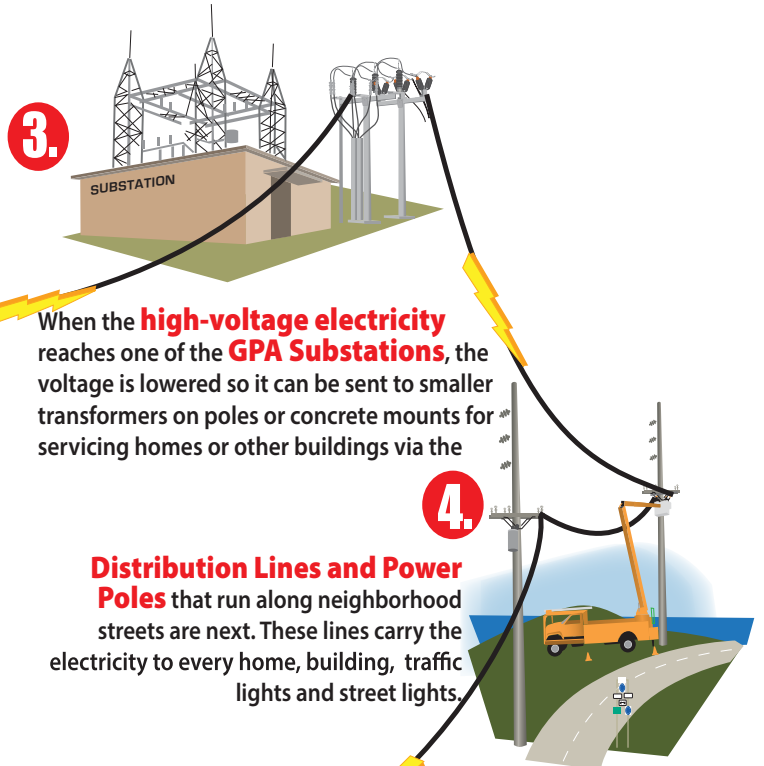 3.
SUBSTATION
When the high-voltage electricity
reaches one of the GPA Substations, the
voltage is lowered so it can be sent to smaller
transformers on poles or concrete mounts for
servicing homes or other buildings via the
4.
Distribution Lines and Power
Poles that run along neighborhood
streets are next. These lines carry the
electricity to every home, building, traffic
lights and street lights.